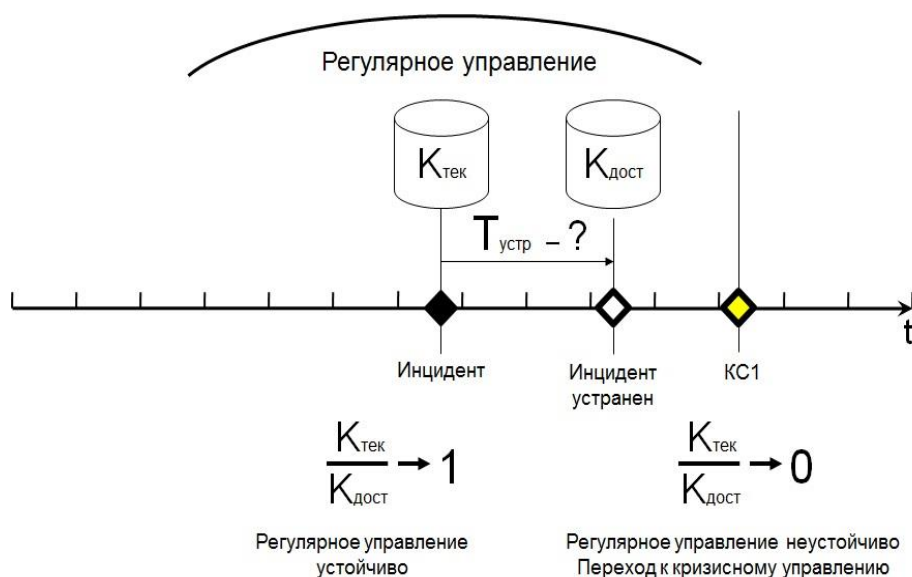 Регулярное управление
Kтек
Kдост
Tустр – ?
t
Инцидент
Инцидент
устранен
КС1
Kтек
Kдост
1
Kтек
Kдост
0
Регулярное управление
устойчиво
Регулярное управление неустойчиво
Переход к кризисному управлению